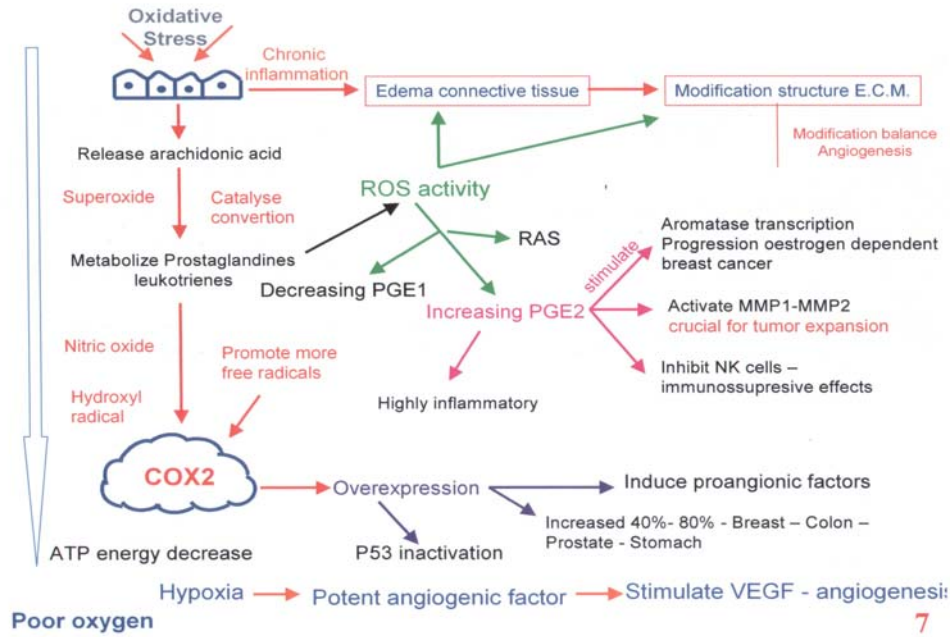 Oxidative
Stress
Chronic
inflammation
Edema connective tissue
Modification structure E.C.M.
Modification balance
Angiogenesis
Release arachidonic acid
ROS activity
Superoxide
Catalyse
convertion
RAS
Aromatase transcription
Progression oestrogen dependent
breast cancer
stimulate
Metabolize Prostaglandines
leukotrienes
Decreasing PGE1
Increasing PGE2
Activate MMP1-MMP2
crucial for tumor expansion
Nitric oxide
Promote more
free radicals
Inhibit NK cells –
immunossupresive effects
Hydroxyl
radical
Highly inflammatory
COX2
Overexpression
Induce proangionic factors
Increased 40%- 80% - Breast – Colon –
Prostate - Stomach
ATP energy decrease
P53 inactivation
Hypoxia
Potent angiogenic factor
Stimulate VEGF - angiogenesis
Poor oxygen
7